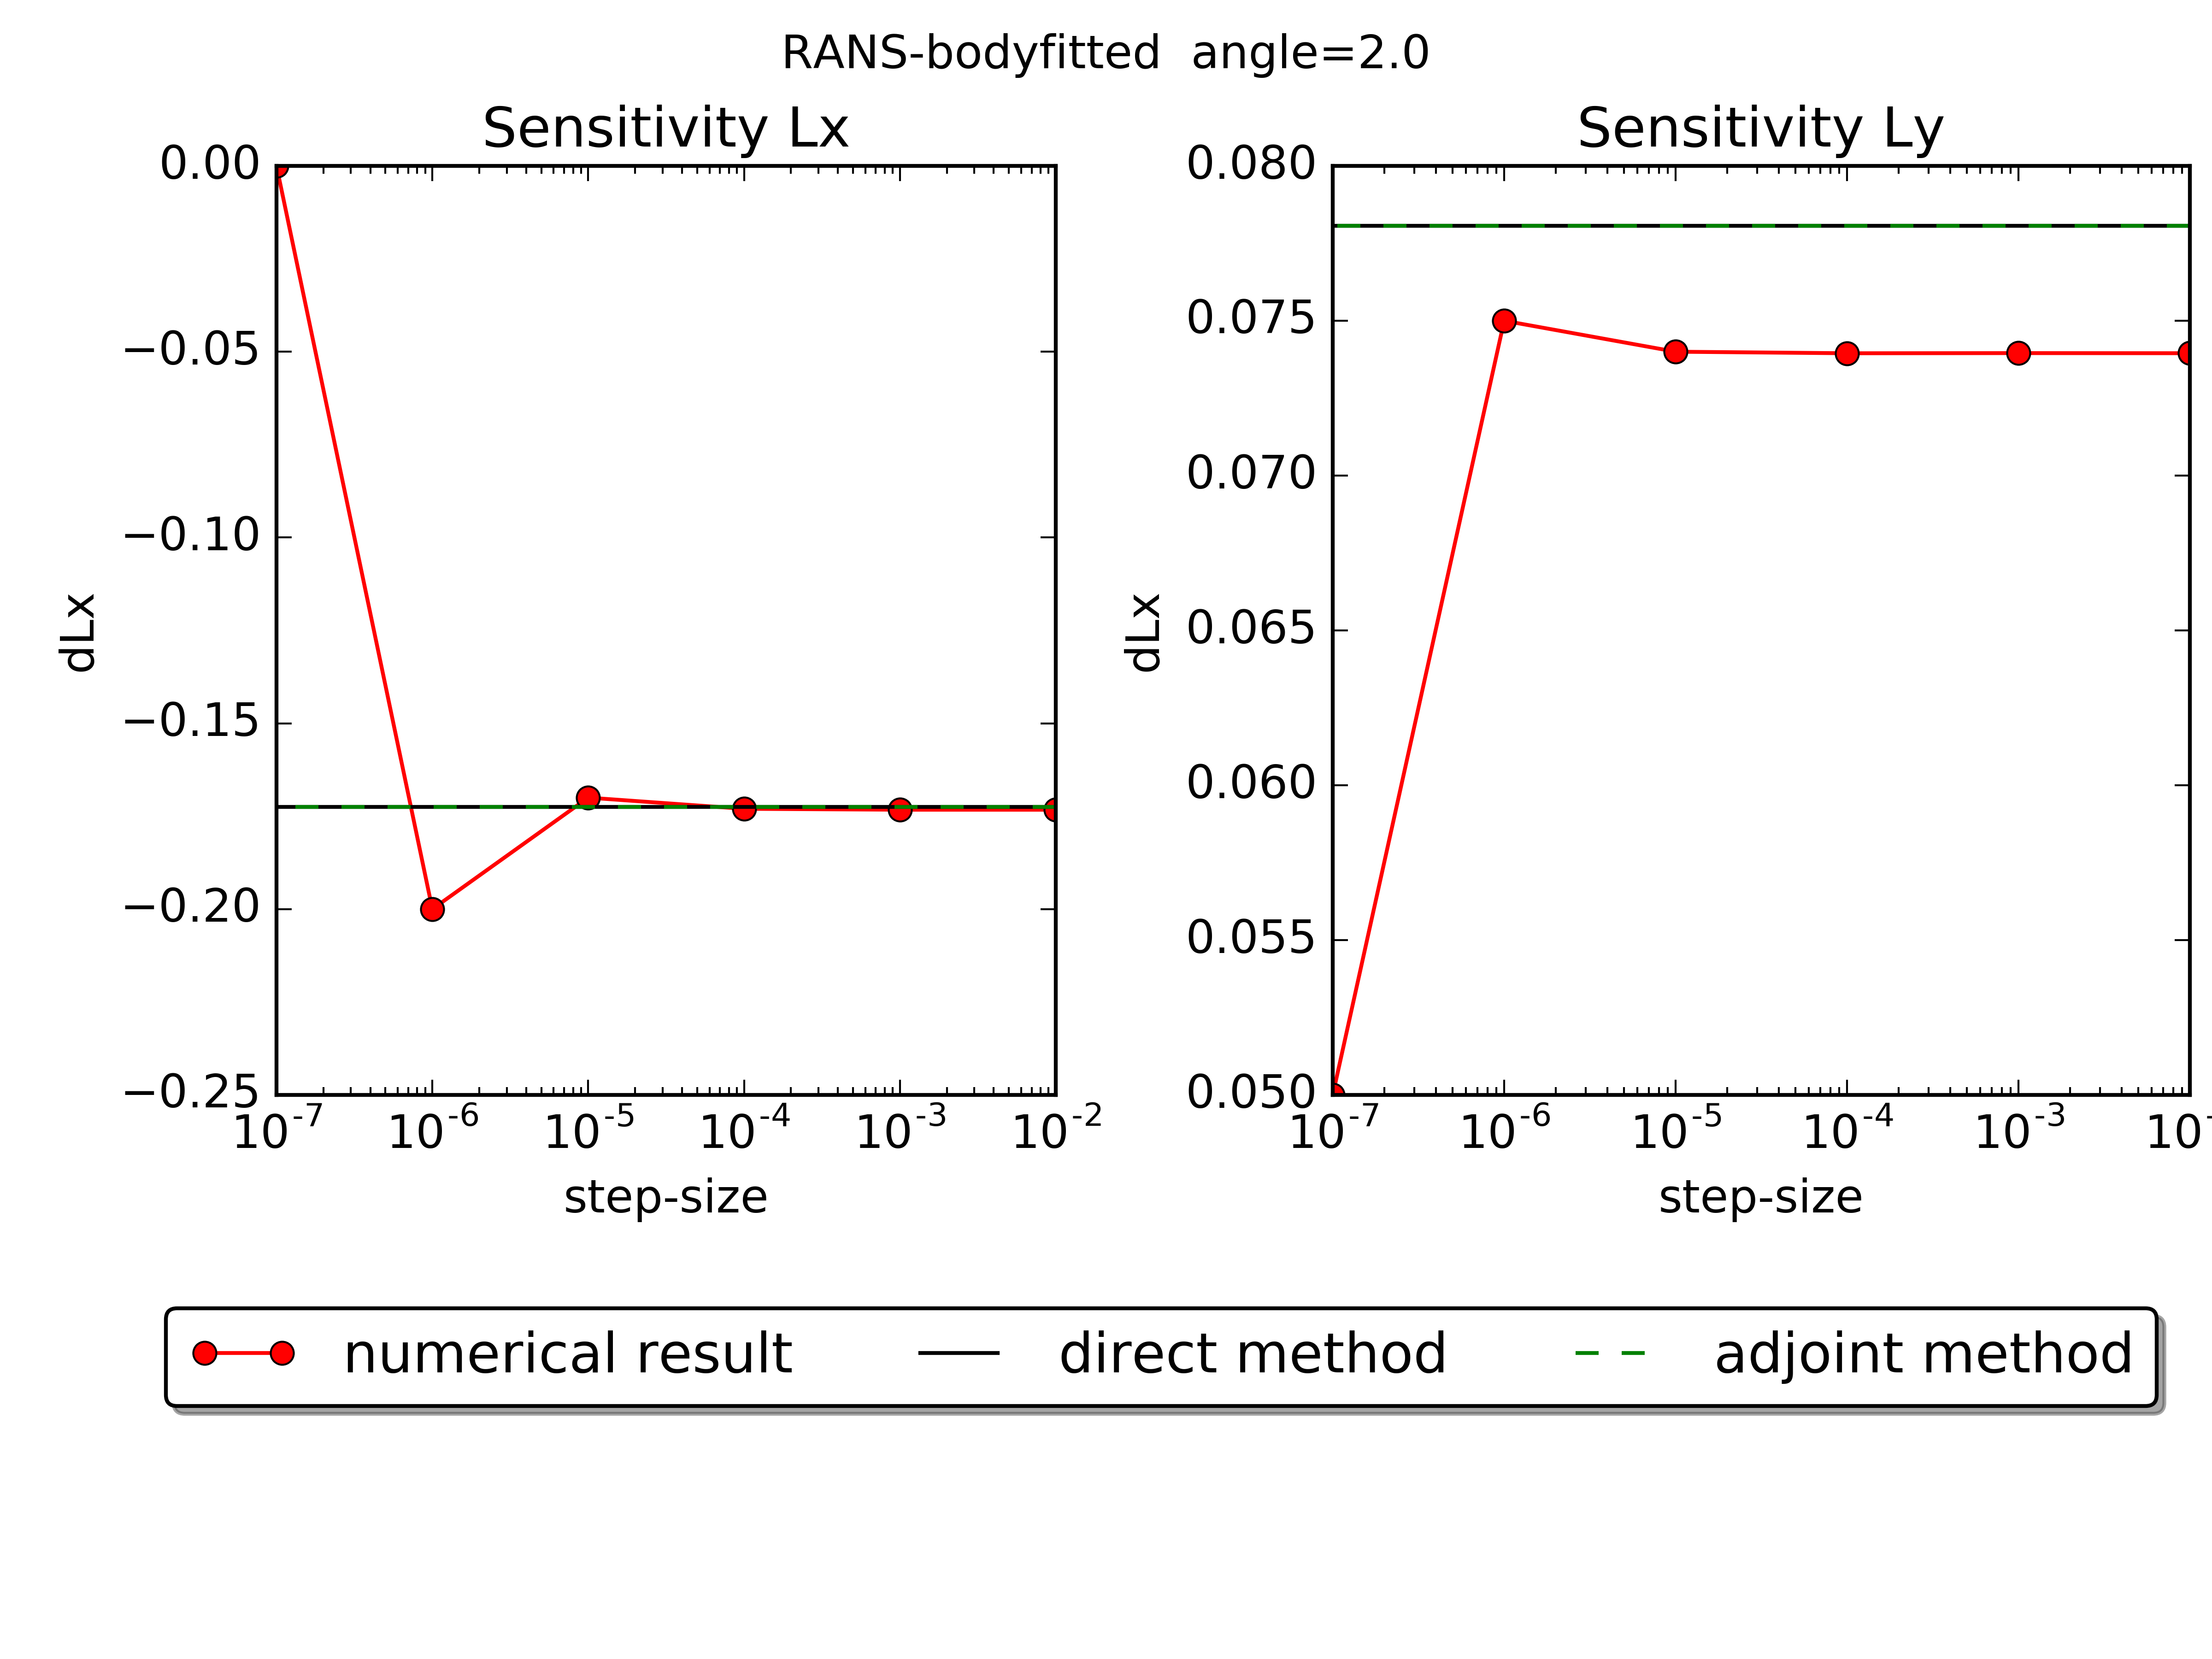 RANS-bodyfitted angle=2.0
Sensitivity Lx
0.00
−0.05
−0.10
−0.15
−0.20
−0.25
dLx
10^-7 10^-6 10^-5 10^-4 10^-3 10^-2
step-size
Sensitivity Ly
0.080
0.075
0.070
0.065
0.060
0.055
0.050
dLx
10^-7 10^-6 10^-5 10^-4 10^-3 10^-
step-size
numerical result direct method adjoint method